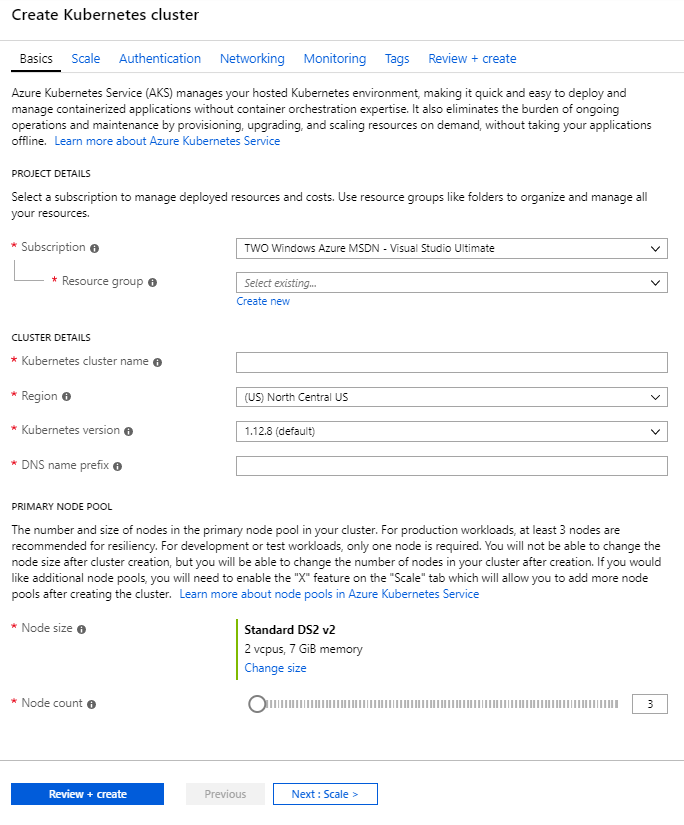 Create Kubernetes cluster
Basics Scale Authentication Networking Monitoring Tags Review + create
Azure Kubernetes Service (AKS) manages your hosted Kubernetes environment, making it quick and easy to deploy and
manage containerized applications without container orchestration expertise. It also eliminates the burden of ongoing
operations and maintenance by provisioning, upgrading, and scaling resources on demand, without taking your applications
offline. Learn more about Azure Kubernetes Service
PROJECT DETAILS
Select a subscription to manage deployed resources and costs. Use resource groups like folders to organize and manage all
your resources.
* Subscription TWO Windows Azure MSDN - Visual Studio Ultimate
* Resource group Select existing...
Create new
CLUSTER DETAILS
* Kubernetes cluster name
* Region (US) North Central US
* Kubernetes version 1.12.8 (default)
* DNS name prefix
PRIMARY NODE POOL
The number and size of nodes in the primary node pool in your cluster. For production workloads, at least 3 nodes are
recommended for resiliency. For development or test workloads, only one node is required. You will not be able to change the
node size after cluster creation, but you will be able to change the number of nodes in your cluster after creation. If you would
like additional node pools, you will need to enable the "X" feature on the "Scale" tab which will allow you to add more node
pools after creating the cluster. Learn more about node pools in Azure Kubernetes Service
* Node size Standard DS2 v2
2 vcpus, 7 GiB memory
Change size
* Node count 3
Review + create Previous Next : Scale >